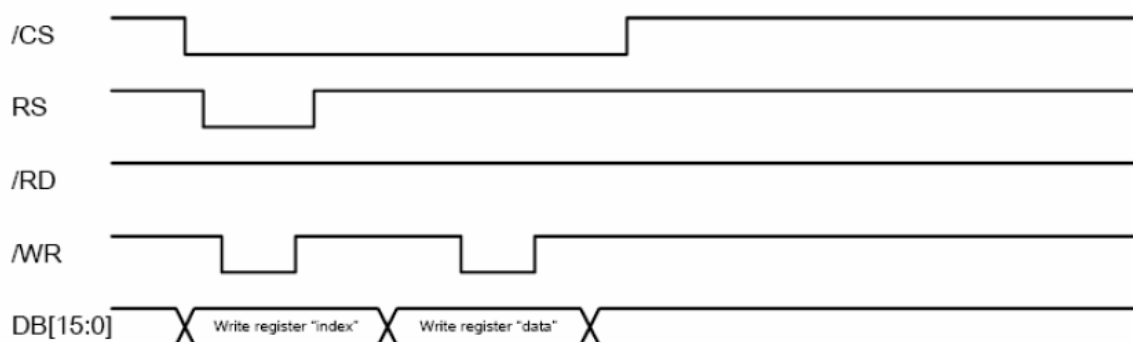 /CS
RS
/RD
/WR
DB[15:0] Write register "index" Write register "data"